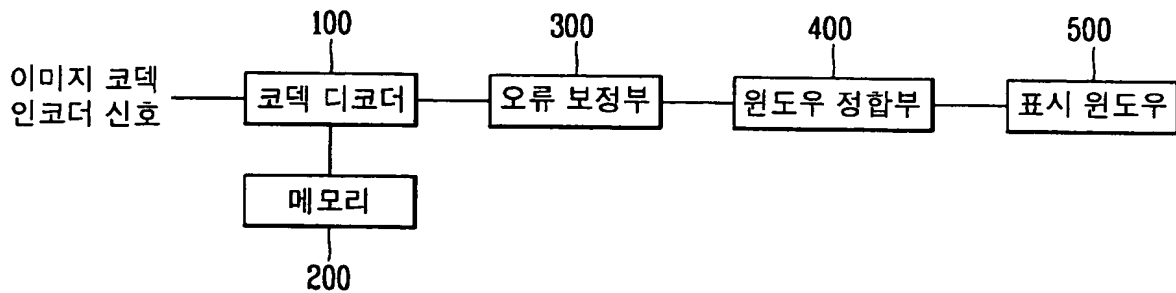 100
300
400
500
이미지 코덱
인코더 신호
코덱 디코더
오류 보정부
윈도우 정합부
표시 윈도우
메모리
200